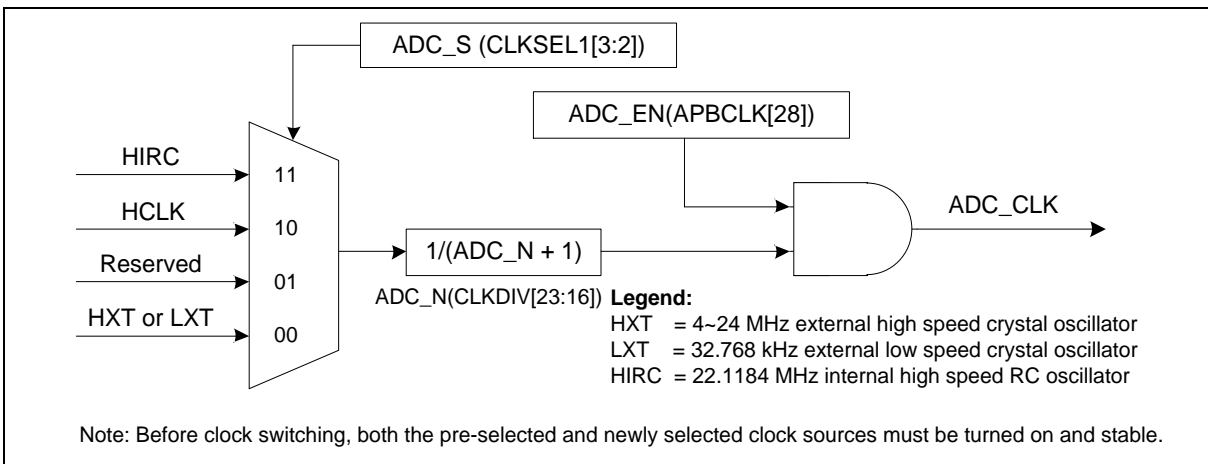 ADC_S (CLKSEL1[3:2])
ADC_EN(APBCLK[28])
HIRC
11
HCLK
10
Reserved
01
HXT or LXT
00
1/(ADC_N + 1)
ADC_N(CLKDIV[23:16])
ADC_CLK
Legend:
HXT = 4~24 MHz external high speed crystal oscillator
LXT = 32.768 kHz external low speed crystal oscillator
HIRC = 22.1184 MHz internal high speed RC oscillator
Note: Before clock switching, both the pre-selected and newly selected clock sources must be turned on and stable.